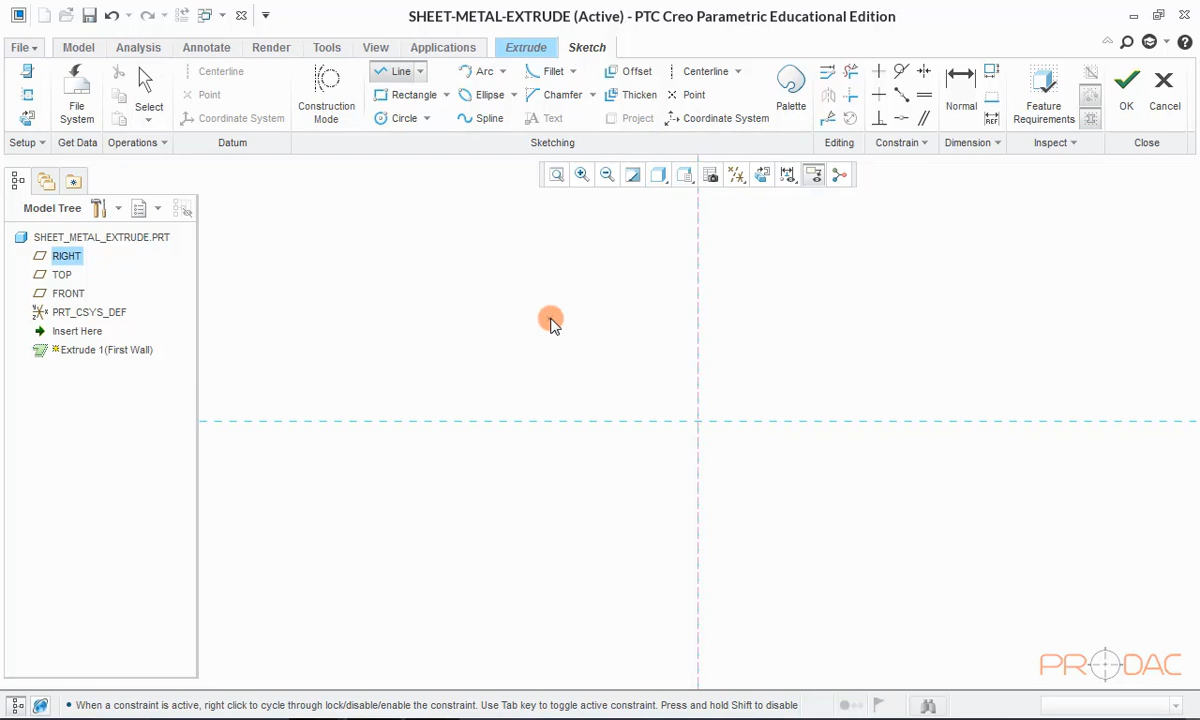 SHEET-METAL-EXTRUDE (Active) - PTC Creo Parametric Educational Edition
File Model Analysis Annotate Render Tools View Applications Extrude Sketch
Centerline Line Arc Fillet Offset Centerline
Point Rectangle Ellipse Chamfer Thicken Point
Coordinate System Circle Spline Text Project Coordinate System
File System Select Construction Mode Palette Normal Feature Requirements OK Cancel
Setup Get Data Operations Datum Sketching Editing Constrain Dimension Inspect Close
Model Tree
SHEET_METAL_EXTRUDE.PRT
RIGHT
TOP
FRONT
PRT_CSYS_DEF
Insert Here
Extrude 1(First Wall)
PRODAC
When a constraint is active, right click to cycle through lock/disable/enable the constraint. Use Tab key to toggle active constraint. Press and hold Shift to disable